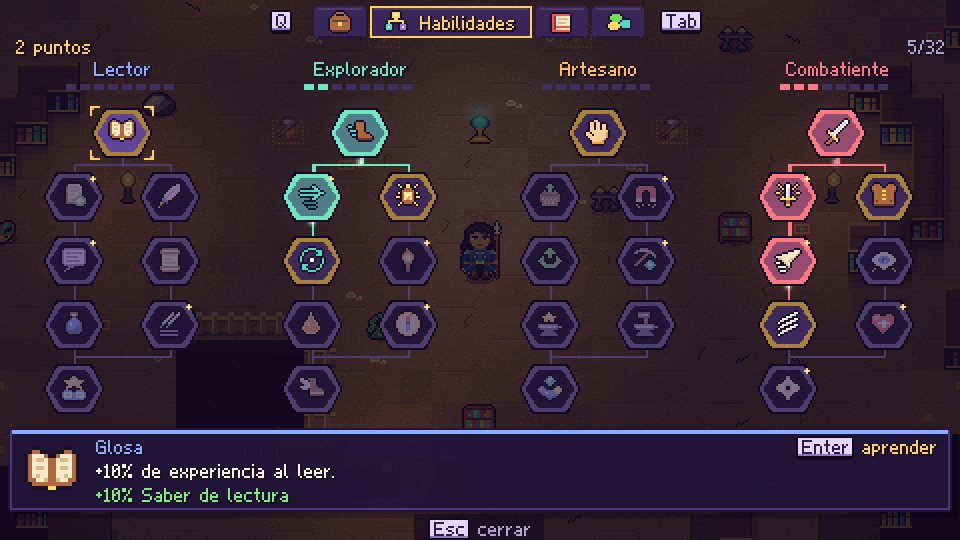 Q Habilidades Tab
2 puntos 5/32
Lector Explorador Artesano Combatiente
Glosa Enter aprender
+10% de experiencia al leer.
+10% Saber de lectura
Esc cerrar